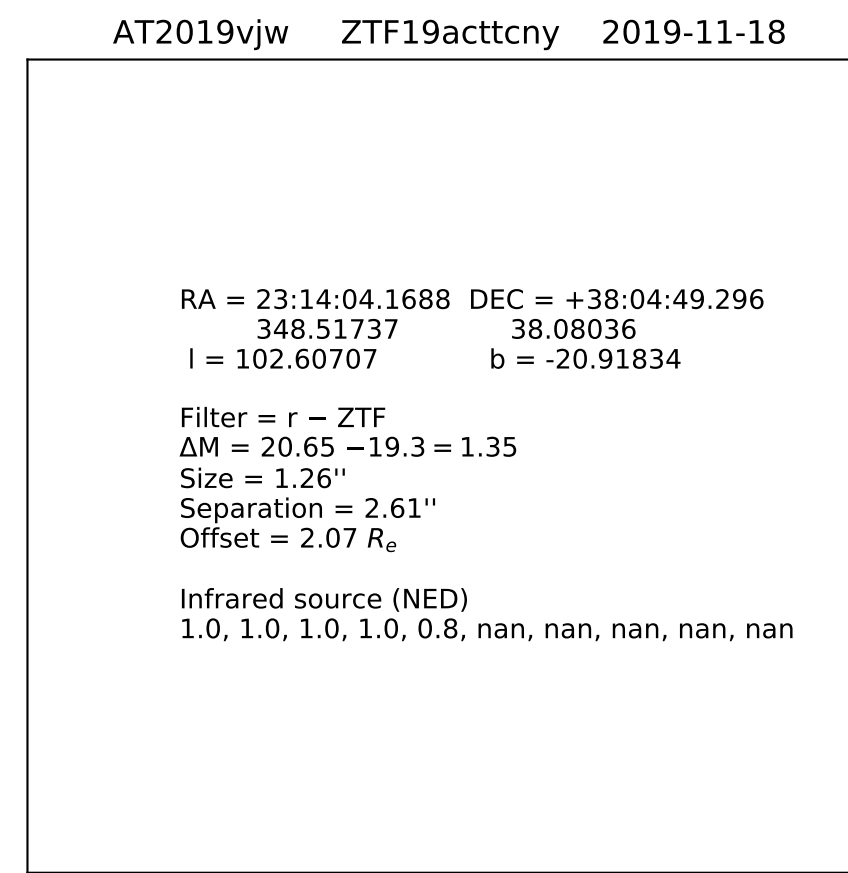 AT2019vjw ZTF19acttcny 2019-11-18
RA = 23:14:04.1688 DEC = +38:04:49.296
348.51737 38.08036
l = 102.60707 b = -20.91834
Filter = r − ZTF
ΔM = 20.65 −19.3 = 1.35
Size = 1.26''
Separation = 2.61''
Offset = 2.07 Re
Infrared source (NED)
1.0, 1.0, 1.0, 1.0, 0.8, nan, nan, nan, nan, nan